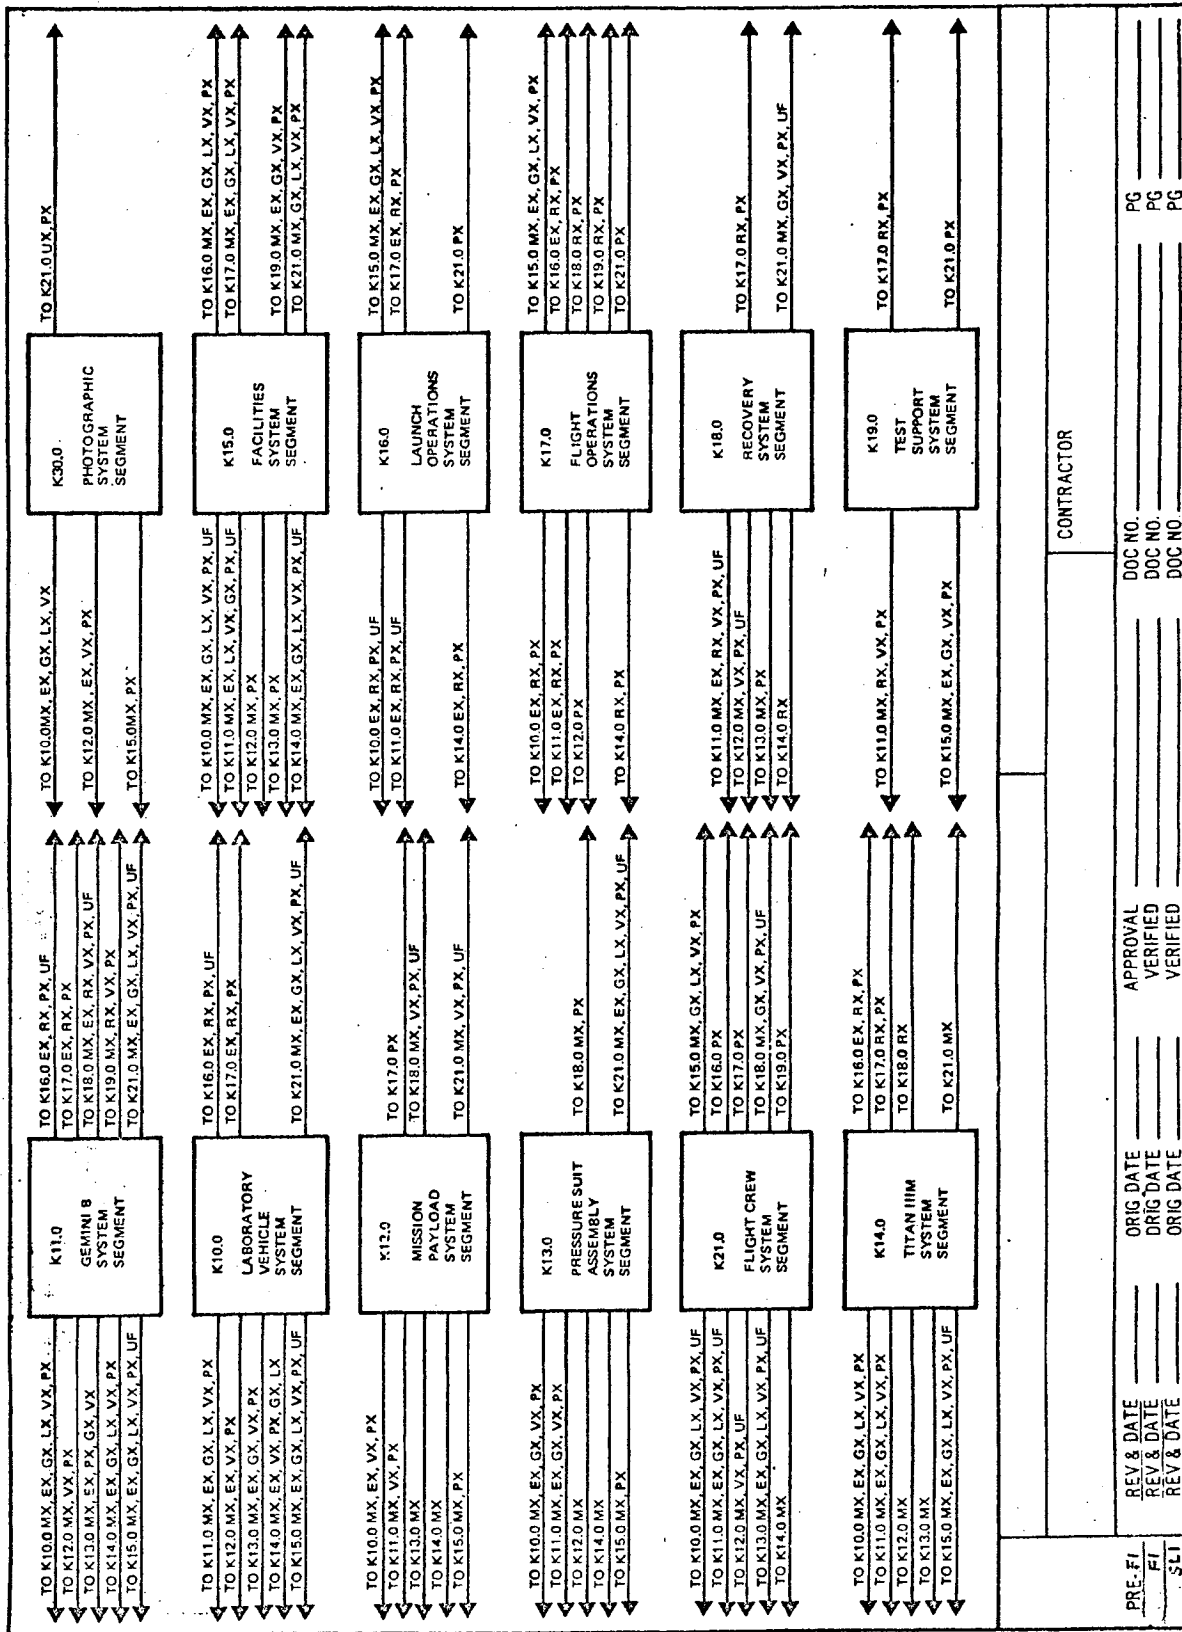 TO K10.0 MX, EX, GX, LX, VX, PX
TO K12.0 MX, VX, PX
TO K13.0 MX, EX, PX, GX, VX
TO K14.0 MX, EX, GX, LX, VX, PX
TO K15.0 MX, EX, GX, LX, VX, PX, UF
K11.0
GEMINI B
SYSTEM
SEGMENT
TO K16.0 EX, RX, PX, UF
TO K17.0 EX, RX, PX
TO K18.0 MX, EX, RX, VX, PX, UF
TO K19.0 MX, RX, VX, PX
TO K21.0 MX, EX, GX, LX, VX, PX, UF
TO K10.0MX, EX, GX, LX, VX
TO K12.0 MX, EX, VX, PX
TO K15.0MX, PX
K30.0
PHOTOGRAPHIC
SYSTEM
SEGMENT
TO K21.0 UX, PX
TO K11.0 MX, EX, GX, LX, VX, PX
TO K12.0 MX, EX, VX, PX
TO K13.0 MX, EX, GX, VX, PX
TO K14.0 MX, EX, VX, PX, GX, LX
TO K15.0 MX, EX, GX, LX, VX, PX, UF
K10.0
LABORATORY
VEHICLE
SYSTEM
SEGMENT
TO K16.0 EX, RX, PX, UF
TO K17.0 EX, RX, PX
TO K21.0 MX, EX, GX, LX, VX, PX, UF
TO K10.0 MX, EX, GX, LX, VX, PX, UF
TO K11.0 MX, EX, LX, VX, GX, PX, UF
TO K12.0 MX, PX
TO K13.0 MX, PX
TO K14.0 MX, EX, GX, LX, VX, PX, UF
K15.0
FACILITIES
SYSTEM
SEGMENT
TO K16.0 MX, EX, GX, LX, VX, PX
TO K17.0 MX, EX, GX, LX, VX, PX
TO K19.0 MX, EX, GX, VX, PX
TO K21.0 MX, GX, LX, VX, PX
TO K10.0 MX, EX, VX, PX
TO K11.0 MX, VX, PX
TO K13.0 MX
TO K14.0 MX
TO K15.0 MX, PX
K12.0
MISSION
PAYLOAD
SYSTEM
SEGMENT
TO K17.0 PX
TO K18.0 MX, VX, PX, UF
TO K21.0 MX, VX, PX, UF
TO K10.0 EX, RX, PX, UF
TO K11.0 EX, RX, PX, UF
TO K14.0 EX, RX, PX
K16.0
LAUNCH
OPERATIONS
SYSTEM
SEGMENT
TO K15.0 MX, EX, GX, LX, VX, PX
TO K17.0 EX, RX, PX
TO K21.0 PX
TO K10.0 MX, EX, GX, VX, PX
TO K11.0 MX, EX, GX, VX, PX
TO K12.0 MX
TO K14.0 MX
TO K15.0 MX, PX
K13.0
PRESSURE SUIT
ASSEMBLY
SYSTEM
SEGMENT
TO K18.0 MX, PX
TO K21.0 MX, EX, GX, LX, VX, PX, UF
TO K10.0 EX, RX, PX
TO K11.0 EX, RX, PX
TO K12.0 PX
TO K14.0 RX, PX
K17.0
FLIGHT
OPERATIONS
SYSTEM
SEGMENT
TO K15.0 MX, EX, GX, LX, VX, PX
TO K16.0 EX, RX, PX
TO K18.0 RX, PX
TO K19.0 RX, PX
TO K21.0 PX
TO K10.0 MX, EX, GX, LX, VX, PX, UF
TO K11.0 MX, EX, GX, LX, VX, PX, UF
TO K12.0 MX, VX, PX, UF
TO K13.0 MX, EX, GX, LX, VX, PX, UF
TO K14.0 MX
K21.0
FLIGHT CREW
SYSTEM
SEGMENT
TO K15.0 MX, GX, LX, VX, PX
TO K16.0 PX
TO K17.0 PX
TO K18.0 MX, GX, VX, PX, UF
TO K19.0 PX
TO K11.0 MX, EX, RX, VX, PX, UF
TO K12.0 MX, VX, PX, UF
TO K13.0 MX, PX
TO K14.0 RX
K18.0
RECOVERY
SYSTEM
SEGMENT
TO K17.0 RX, PX
TO K21.0 MX, GX, VX, PX, UF
TO K10.0 MX, EX, GX, LX, VX, PX
TO K11.0 MX, EX, GX, LX, VX, PX
TO K12.0 MX
TO K13.0 MX
TO K15.0 MX, EX, GX, LX, VX, PX, UF
K14.0
TITAN IIIM
SYSTEM
SEGMENT
TO K16.0 EX, RX, PX
TO K17.0 RX, PX
TO K18.0 RX
TO K21.0 MX
TO K11.0 MX, RX, VX, PX
TO K15.0 MX, EX, GX, VX, PX
K19.0
TEST
SUPPORT
SYSTEM
SEGMENT
TO K17.0 RX, PX
TO K21.0 PX
CONTRACTOR
PRE-FI REV & DATE ORIG DATE APPROVAL DOC NO. PG
FI REV & DATE ORIG DATE VERIFIED DOC NO. PG
SLI REV & DATE ORIG DATE VERIFIED DOC NO. PG